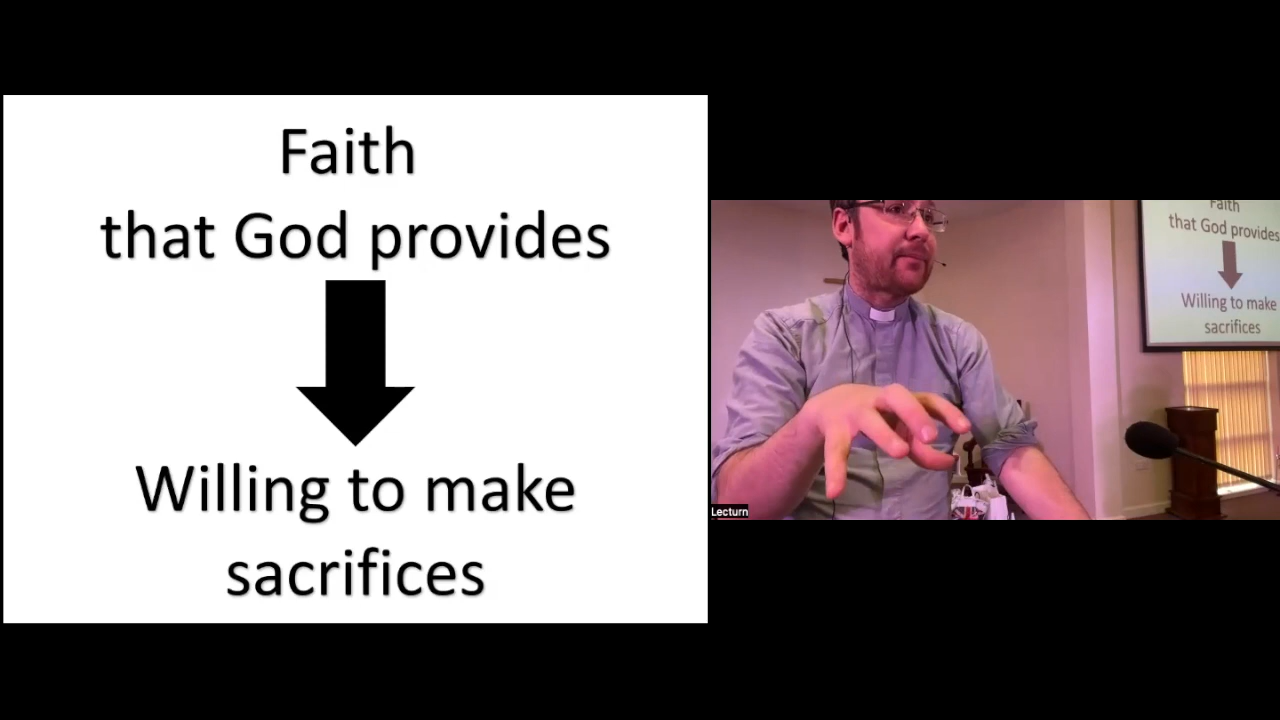 Faith
that God provides
Willing to make
sacrifices
Faith
that God provides
Willing to make
sacrifices
Lecturn